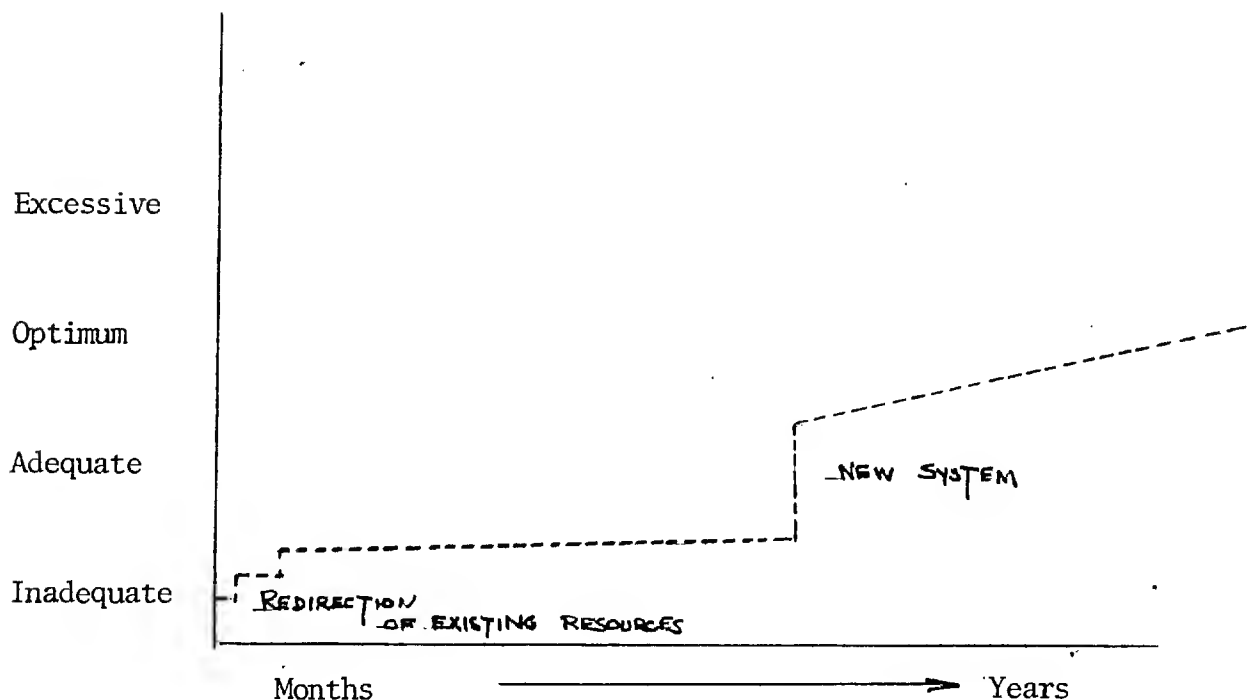 Excessive
Optimum
Adequate
NEW SYSTEM
Inadequate
REDIRECTION
OF EXISTING RESOURCES
Months
Years